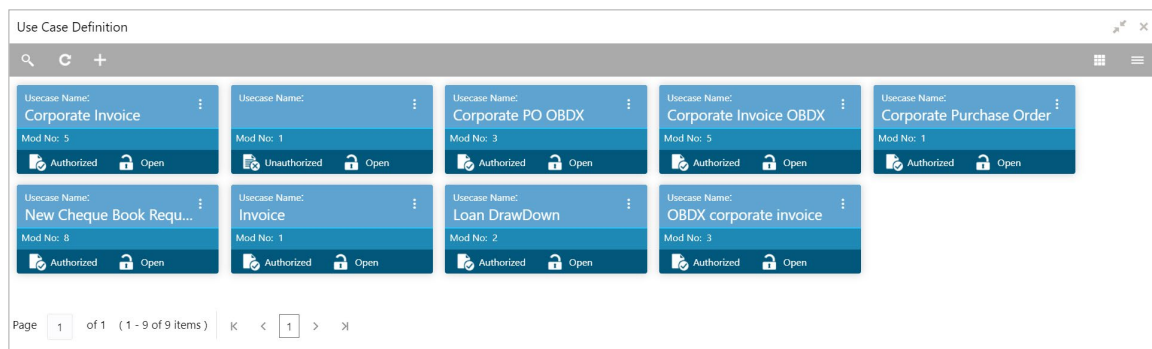 Use Case Definition
Usecase Name:
Corporate Invoice
Mod No: 5
Authorized Open
Usecase Name:
Mod No: 1
Unauthorized Open
Usecase Name:
Corporate PO OBDX
Mod No: 3
Authorized Open
Usecase Name:
Corporate Invoice OBDX
Mod No: 5
Authorized Open
Usecase Name:
Corporate Purchase Order
Mod No: 1
Authorized Open
Usecase Name:
New Cheque Book Requ...
Mod No: 8
Authorized Open
Usecase Name:
Invoice
Mod No: 1
Authorized Open
Usecase Name:
Loan DrawDown
Mod No: 2
Authorized Open
Usecase Name:
OBDX corporate invoice
Mod No: 3
Authorized Open
Page 1 of 1 ( 1 - 9 of 9 items ) 1